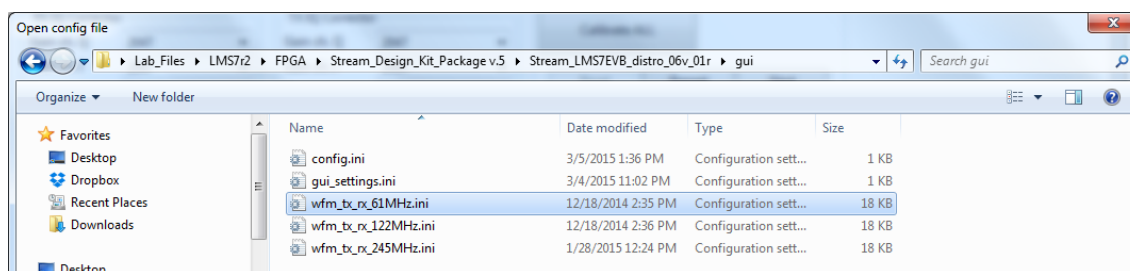 Open config file
Lab_Files LMS7r2 FPGA Stream_Design_Kit_Package v.5 Stream_LMS7EVB_distro_06v_01r gui Search gui
Organize New folder
Favorites
Desktop
Dropbox
Recent Places
Downloads
Desktop
Name Date modified Type Size
config.ini 3/5/2015 1:36 PM Configuration sett... 1 KB
gui_settings.ini 3/4/2015 11:02 PM Configuration sett... 1 KB
wfm_tx_rx_61MHz.ini 12/18/2014 2:35 PM Configuration sett... 18 KB
wfm_tx_rx_122MHz.ini 12/18/2014 2:36 PM Configuration sett... 18 KB
wfm_tx_rx_245MHz.ini 1/28/2015 12:24 PM Configuration sett... 18 KB